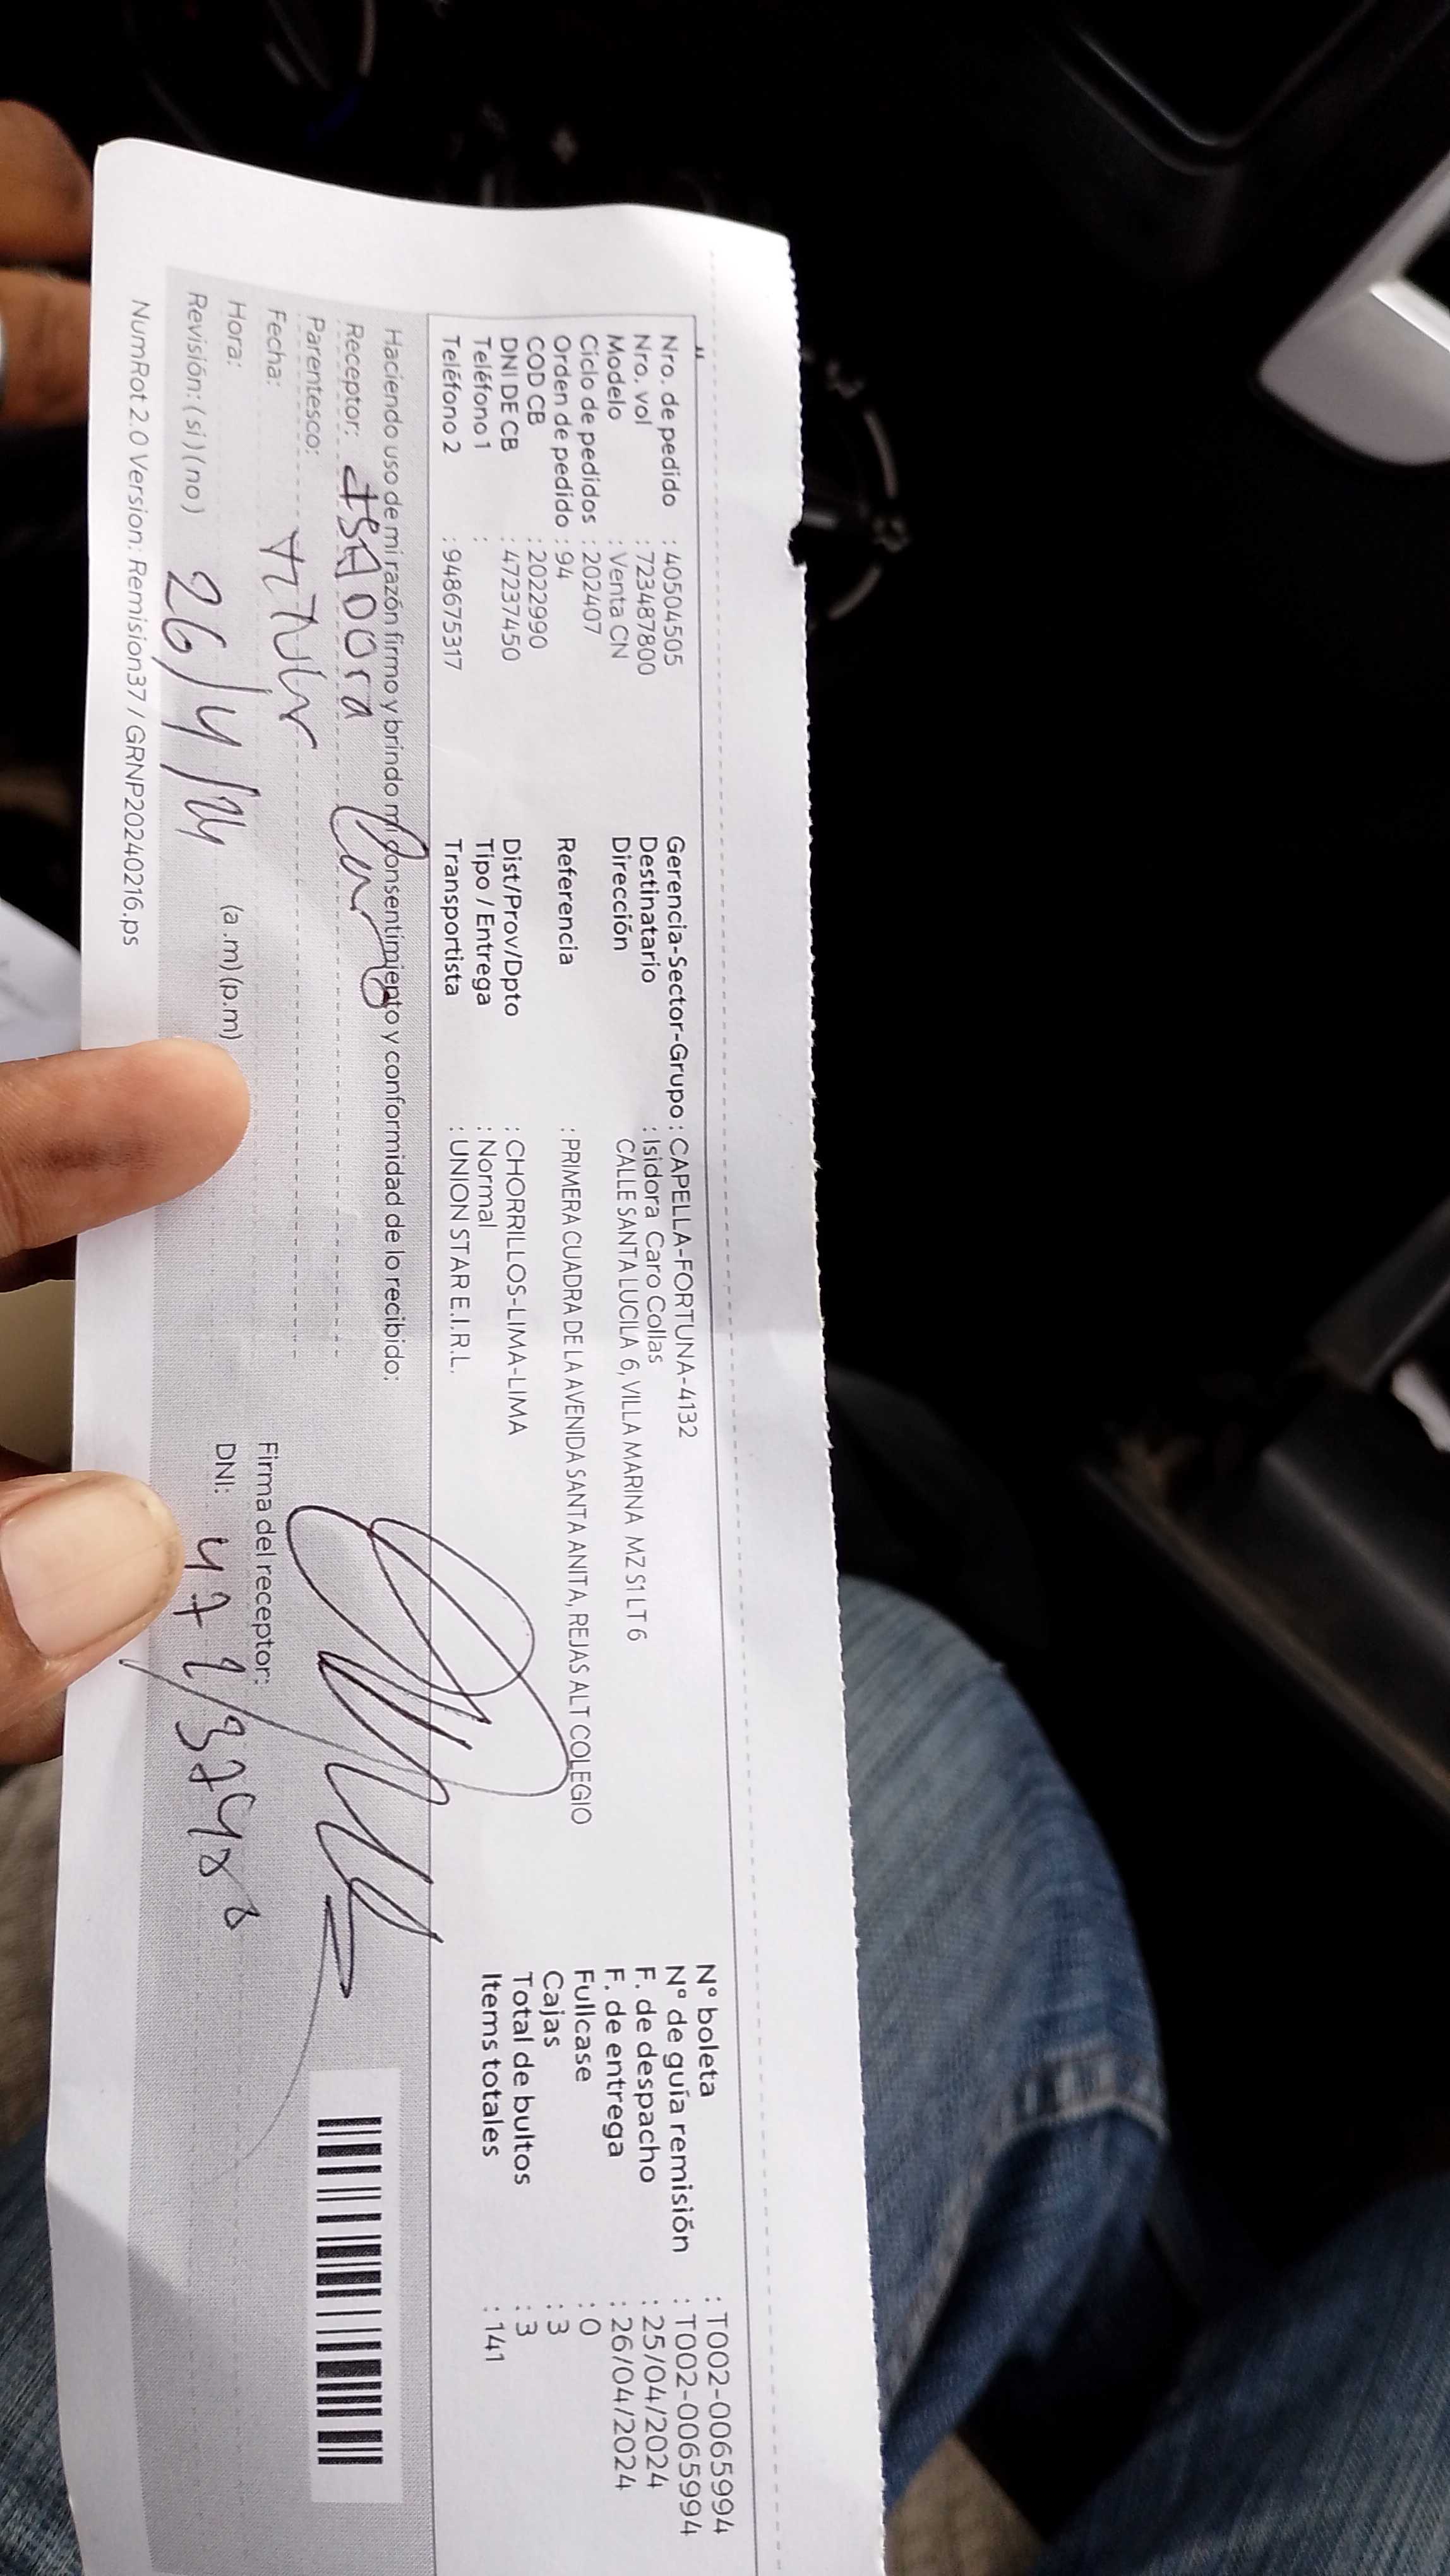 Nro. de pedido : 40504505
Nro. vol : 723487800
Modelo : Venta CN
Ciclo de pedidos : 202407
Orden de pedido : 94
COD CB : 2022990
DNI DE CB : 47237450
Teléfono 1 :
Teléfono 2 : 948675317
Gerencia-Sector-Grupo : CAPELLA-FORTUNA-4132
Destinatario : Isidora Caro Collas
Dirección CALLE SANTA LUCILA 6, VILLA MARINA MZ S1 LT 6
Referencia : PRIMERA CUADRA DE LA AVENIDA SANTA ANITA, REJAS ALT COLEGIO
Dist/Prov/Dpto : CHORRILLOS-LIMA-LIMA
Tipo / Entrega : Normal
Transportista : UNION STAR E.I.R.L.
N° boleta : T002-0065994
N° de guía remisión : T002-0065994
F. de despacho : 25/04/2024
F. de entrega : 26/04/2024
Fullcase : 0
Cajas : 3
Total de bultos : 3
Items totales : 141
Haciendo uso de mi razón firmo y brindo mi consentimiento y conformidad de lo recibido:
Receptor:
Parentesco:
Fecha:
Hora: 26/4/24 (a.m)(p.m)
Revisión: (si) (no)
Firma del receptor:
DNI:
NumRot 2.0 Version: Remision37 / GRNP20240216.ps